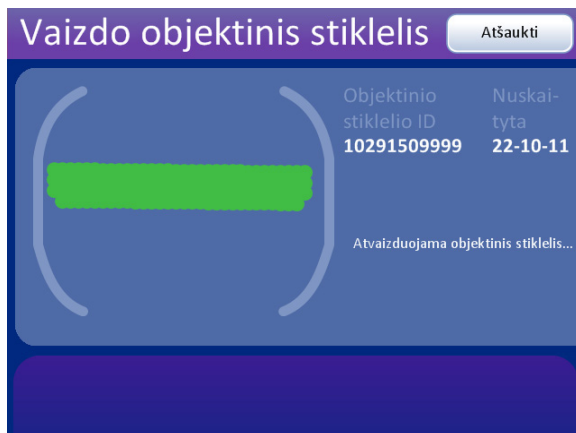 Vaizdo objektinis stiklelis
Atšaukti
Objektinio
stiklelio ID
10291509999
Nuskai-
tyta
22-10-11
Atvaizduojama objektinis stiklelis...